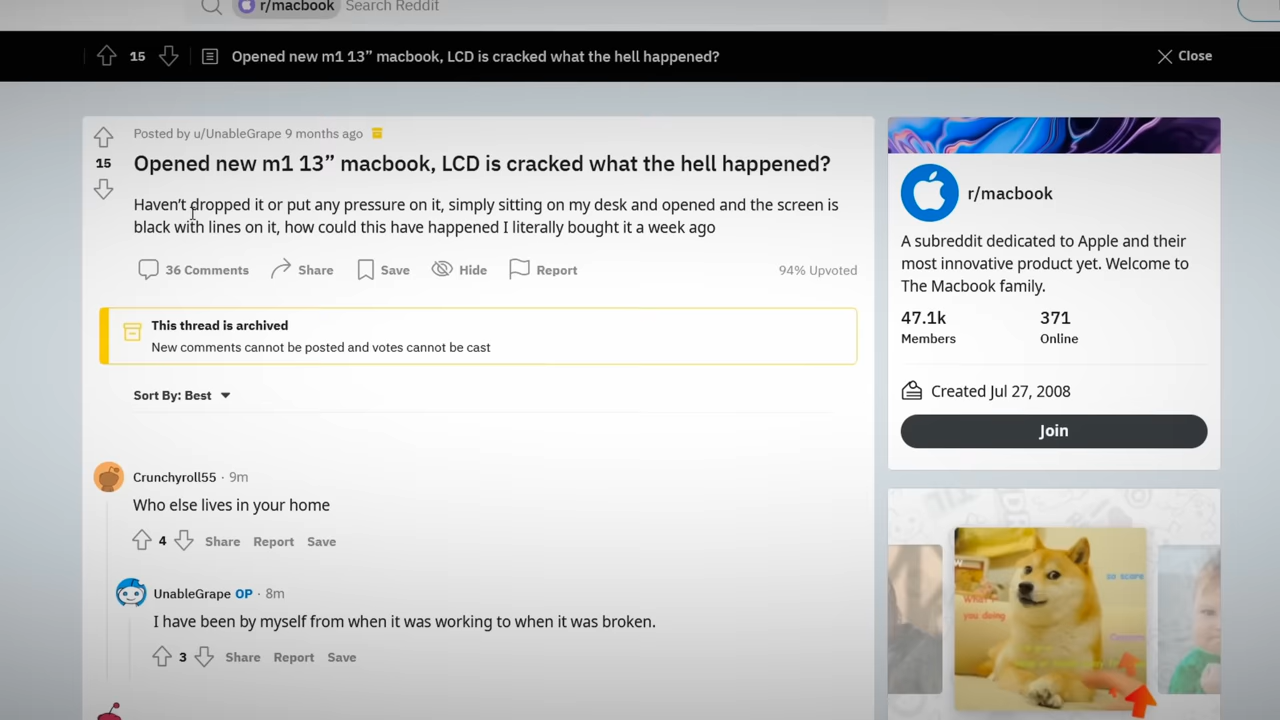 r/macbook Search Reddit
15 Opened new m1 13” macbook, LCD is cracked what the hell happened? Close
Posted by u/UnableGrape 9 months ago
15
Opened new m1 13” macbook, LCD is cracked what the hell happened?
Haven’t dropped it or put any pressure on it, simply sitting on my desk and opened and the screen is
black with lines on it, how could this have happened I literally bought it a week ago
36 Comments Share Save Hide Report 94% Upvoted
This thread is archived
New comments cannot be posted and votes cannot be cast
Sort By: Best
Crunchyroll55 · 9m
Who else lives in your home
4 Share Report Save
UnableGrape OP · 8m
I have been by myself from when it was working to when it was broken.
3 Share Report Save
r/macbook
A subreddit dedicated to Apple and their
most innovative product yet. Welcome to
The Macbook family.
47.1k 371
Members Online
Created Jul 27, 2008
Join
so scare
you doing